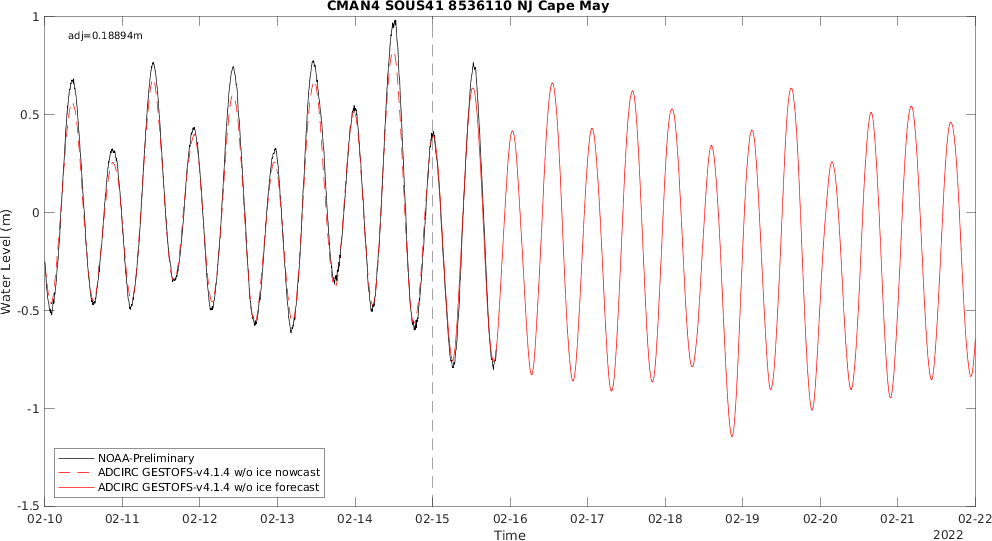 CMAN4 SOUS41 8536110 NJ Cape May
adj=0.18894m
1
0.5
0
-0.5
-1
-1.5
Water Level (m)
NOAA-Preliminary
ADCIRC GESTOFS-v4.1.4 w/o ice nowcast
ADCIRC GESTOFS-v4.1.4 w/o ice forecast
02-10 02-11 02-12 02-13 02-14 02-15 02-16 02-17 02-18 02-19 02-20 02-21 02-22
Time
2022